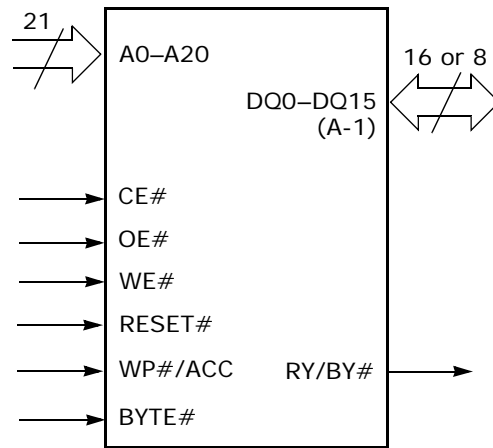 21
A0–A20
16 or 8
DQ0–DQ15
(A-1)
CE#
OE#
WE#
RESET#
WP#/ACC
RY/BY#
BYTE#